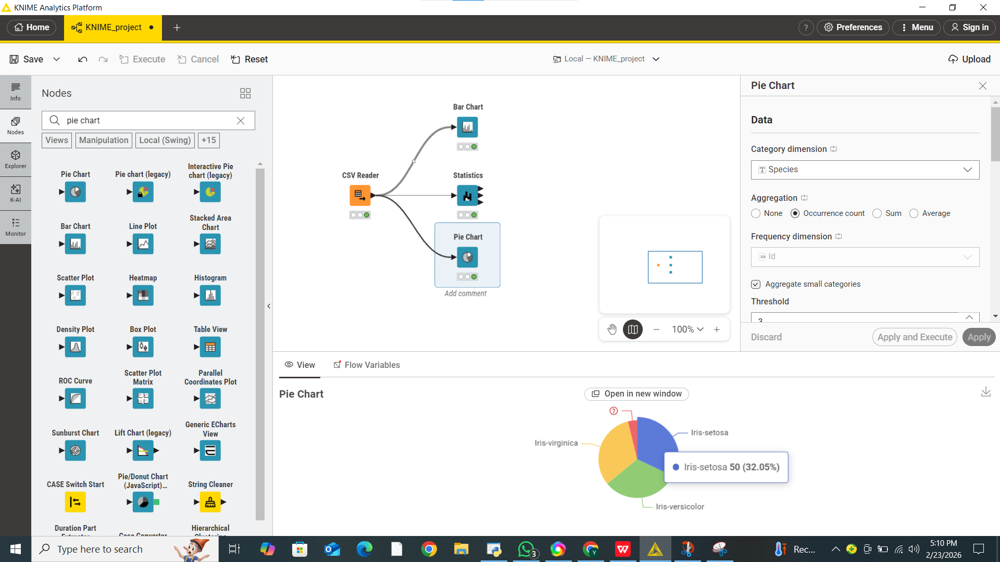 KNIME Analytics Platform
Home
KNIME_project
? Preferences Menu Sign in
Save Execute Cancel Reset
Local — KNIME_project
Upload
Info
Nodes
Explorer
K-AI
Monitor
Nodes
pie chart
Views Manipulation Local (Swing) +15
Pie Chart
Pie chart (legacy)
Interactive Pie
chart (legacy)
Bar Chart
Line Plot
Stacked Area
Chart
Scatter Plot
Heatmap
Histogram
Density Plot
Box Plot
Table View
ROC Curve
Scatter Plot
Matrix
Parallel
Coordinates Plot
Sunburst Chart
Lift Chart (legacy)
Generic ECharts
View
CASE Switch Start
Pie/Donut Chart
(JavaScript)...
String Cleaner
Duration Part
Extractor
Case Converter
Hierarchical
Clustering
Bar Chart
CSV Reader
Statistics
Pie Chart
Add comment
100%
Pie Chart
Data
Category dimension
T Species
Aggregation
None Occurrence count Sum Average
Frequency dimension
Id
Aggregate small categories
Threshold
3
Discard Apply and Execute Apply
View Flow Variables
Pie Chart
Open in new window
?
Iris-setosa
Iris-virginica
Iris-setosa 50 (32.05%)
Iris-versicolor
Type here to search
3
Rec...
5:10 PM
2/23/2026